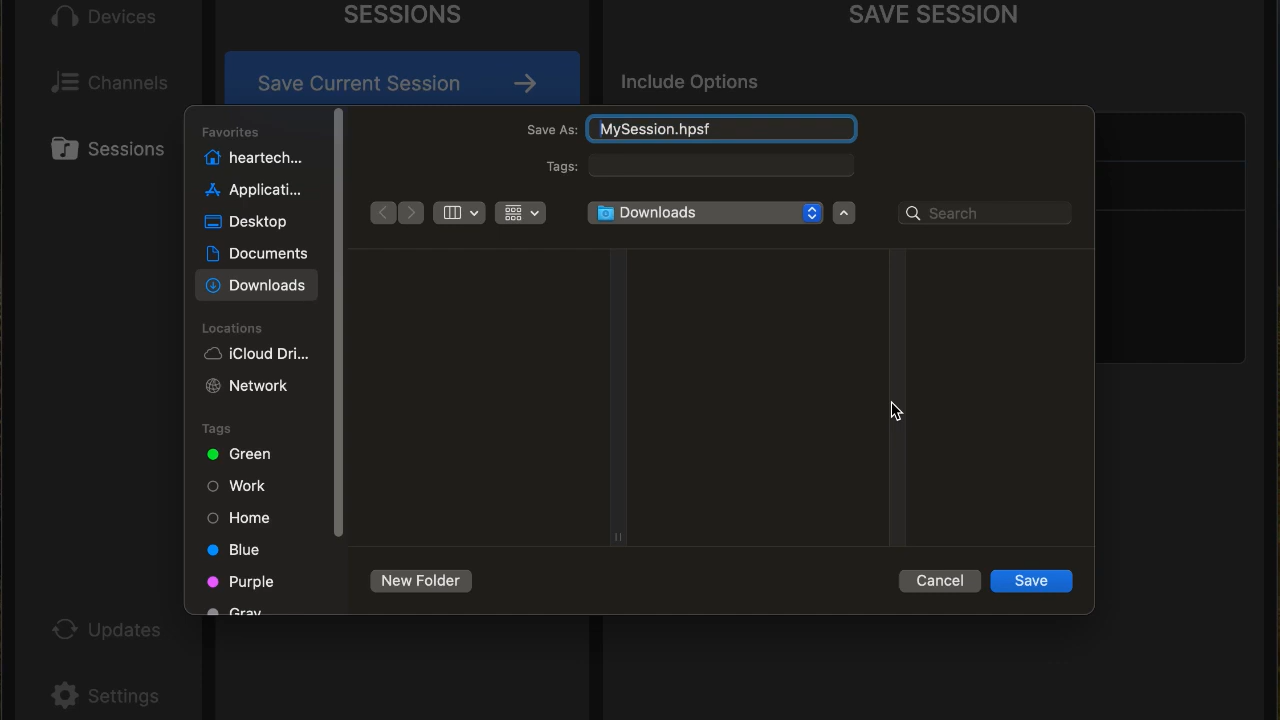 Devices
SESSIONS
SAVE SESSION
Channels
Save Current Session
Include Options
Sessions
Favorites
heartech...
Applicati...
Desktop
Documents
Downloads
Locations
iCloud Dri...
Network
Tags
Green
Work
Home
Blue
Purple
Gray
Save As: MySession.hpsf
Tags:
Downloads
Search
New Folder
Cancel
Save
Updates
Settings